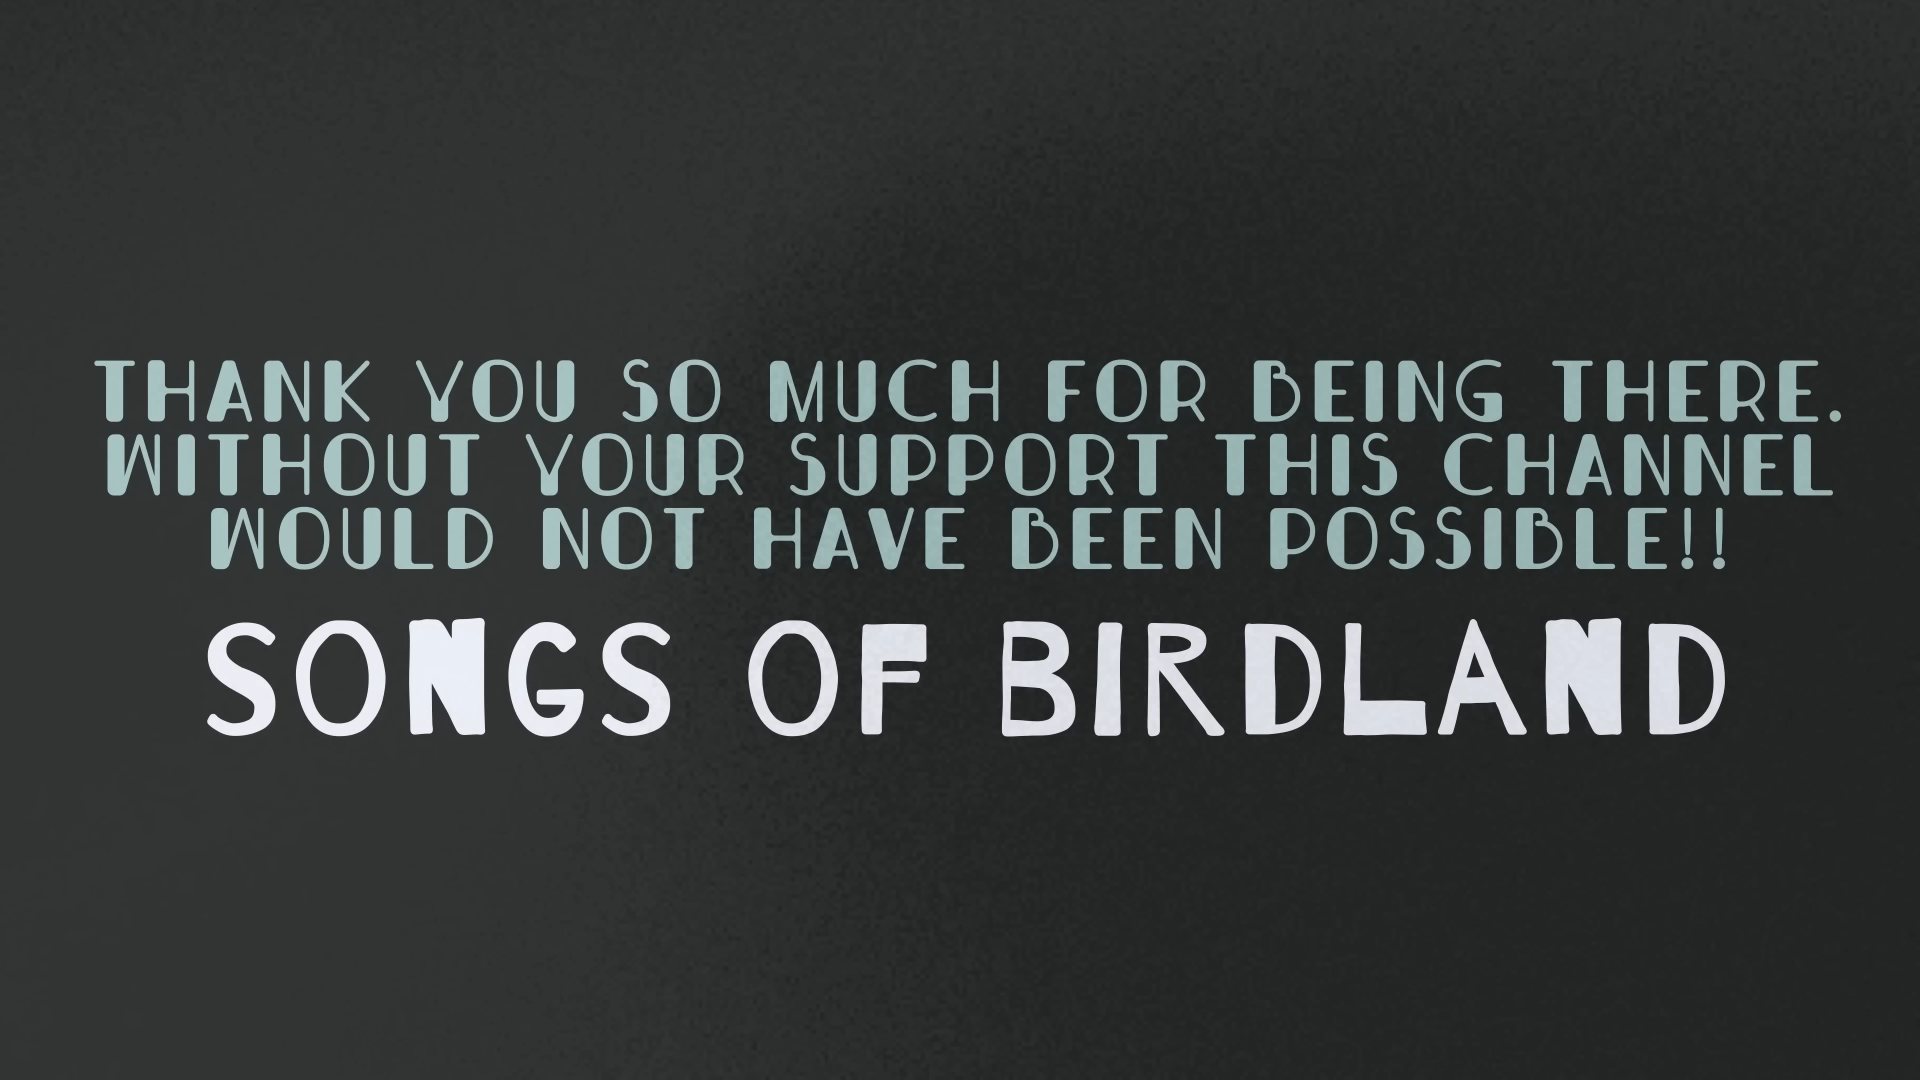 THANK YOU SO MUCH FOR BEING THERE.
WITHOUT YOUR SUPPORT THIS CHANNEL
WOULD NOT HAVE BEEN POSSIBLE!!
SONGS OF BIRDLAND